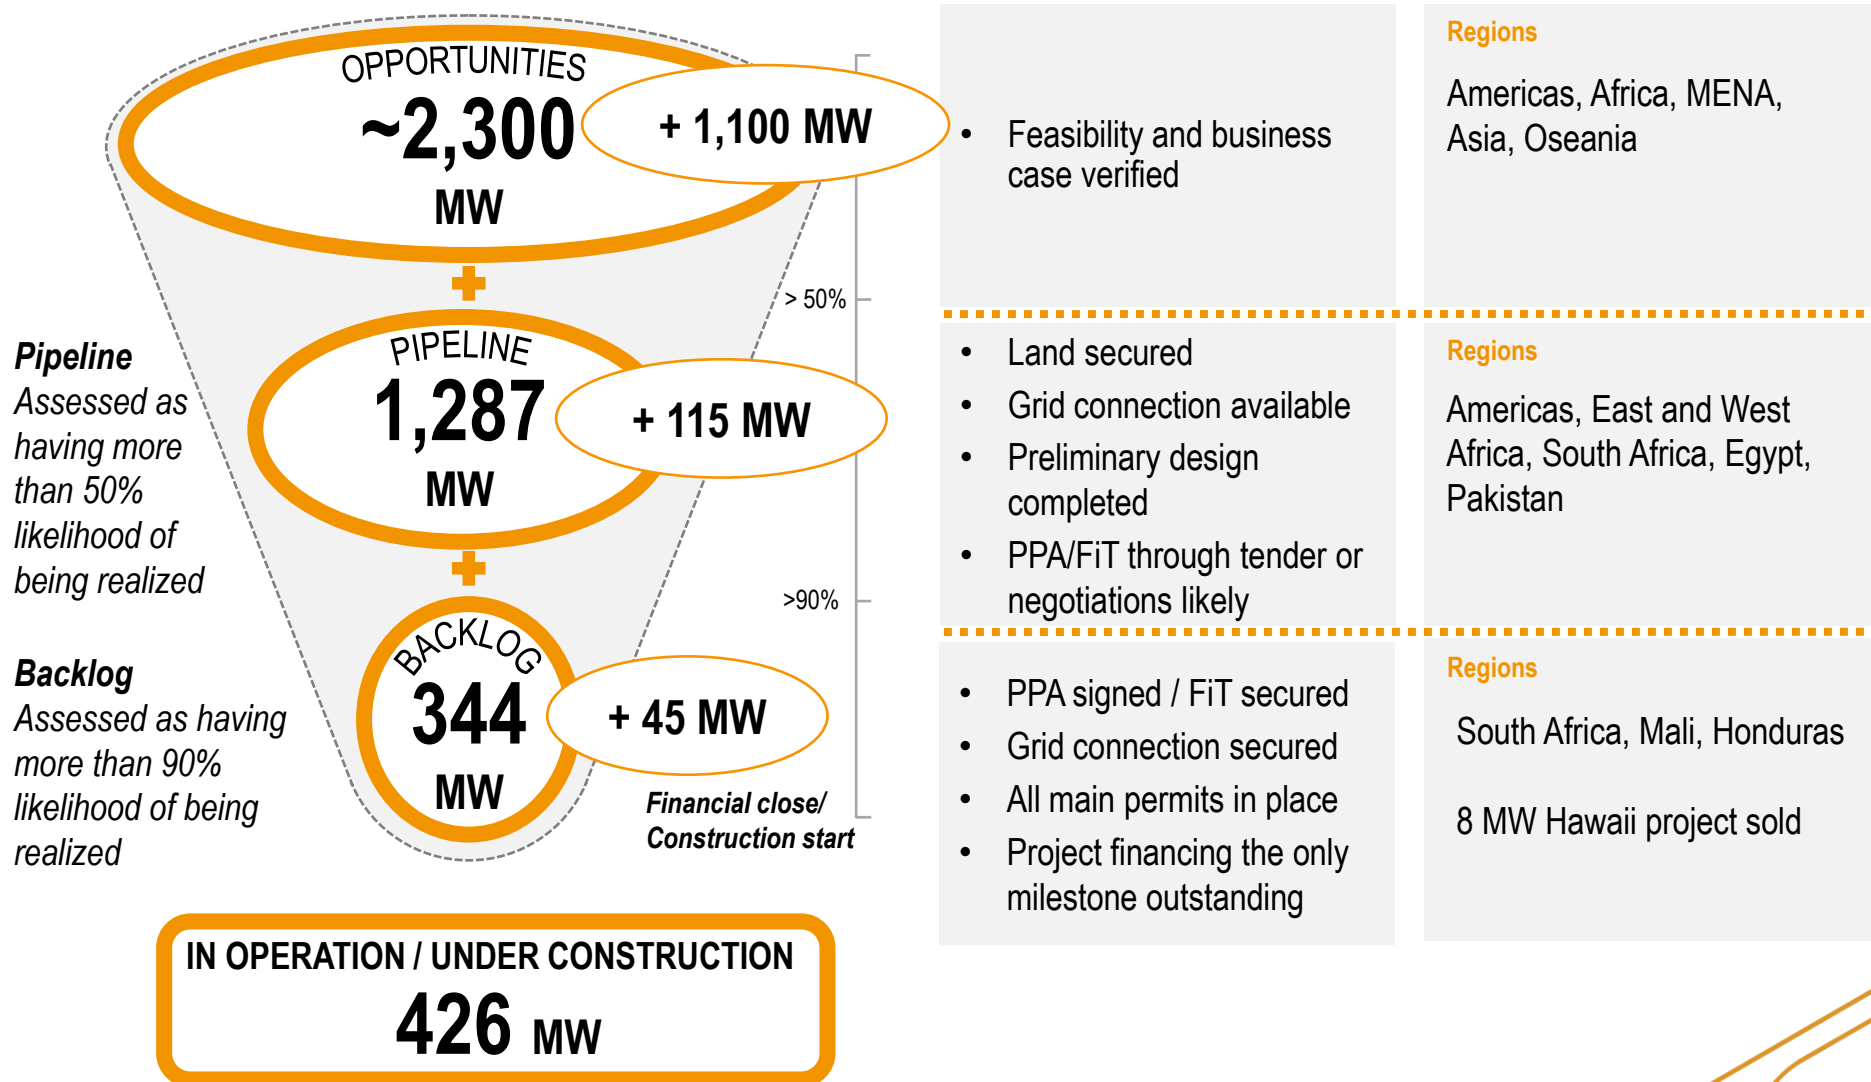 OPPORTUNITIES
~2,300
MW
+ 1,100 MW
• Feasibility and business
case verified
Regions
Americas, Africa, MENA,
Asia, Oseania
> 50%
Pipeline
Assessed as
having more
than 50%
likelihood of
being realized
PIPELINE
1,287
MW
+ 115 MW
• Land secured
• Grid connection available
• Preliminary design
completed
• PPA/FiT through tender or
negotiations likely
Regions
Americas, East and West
Africa, South Africa, Egypt,
Pakistan
>90%
Backlog
Assessed as having
more than 90%
likelihood of being
realized
BACKLOG
344
MW
+ 45 MW
Financial close/
Construction start
• PPA signed / FiT secured
• Grid connection secured
• All main permits in place
• Project financing the only
milestone outstanding
Regions
South Africa, Mali, Honduras
8 MW Hawaii project sold
IN OPERATION / UNDER CONSTRUCTION
426 MW